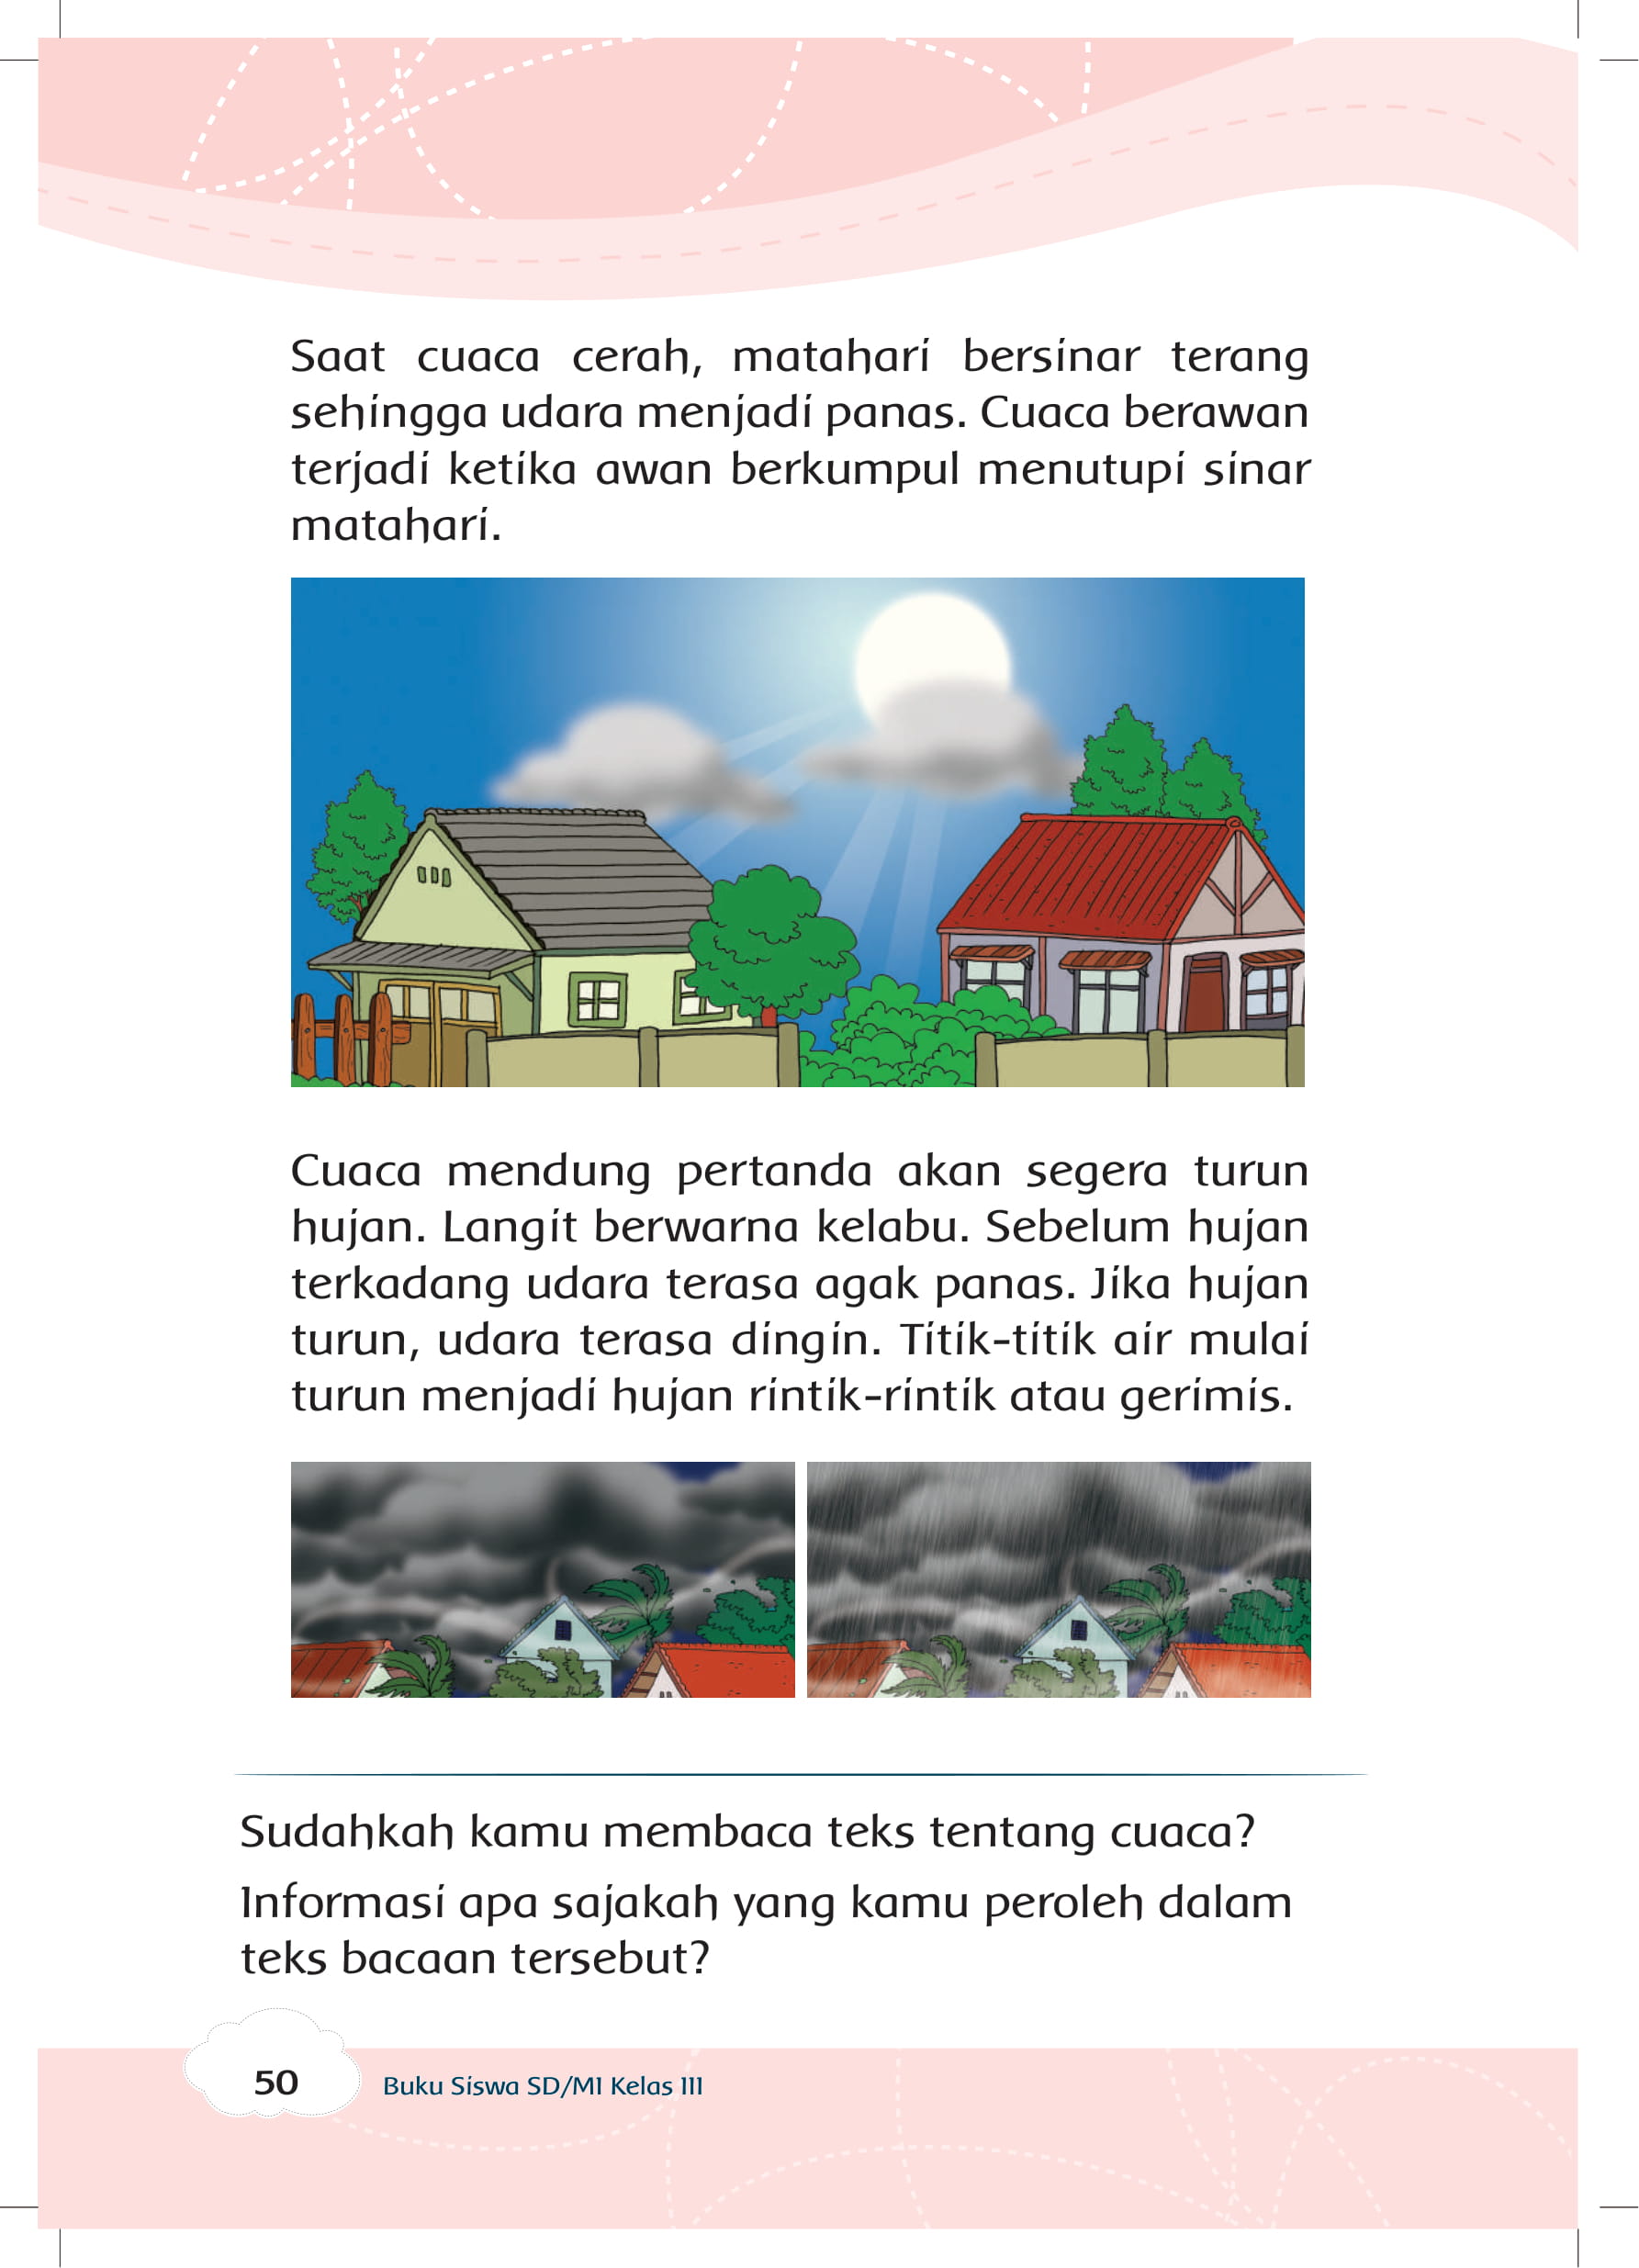 Saat cuaca cerah, matahari bersinar terang
sehingga udara menjadi panas. Cuaca berawan
terjadi ketika awan berkumpul menutupi sinar
matahari.
Cuaca mendung pertanda akan segera turun
hujan. Langit berwarna kelabu. Sebelum hujan
terkadang udara terasa agak panas. Jika hujan
turun, udara terasa dingin. Titik-titik air mulai
turun menjadi hujan rintik-rintik atau gerimis.
Sudahkah kamu membaca teks tentang cuaca?
Informasi apa sajakah yang kamu peroleh dalam
teks bacaan tersebut?
50 Buku Siswa SD/MI Kelas III